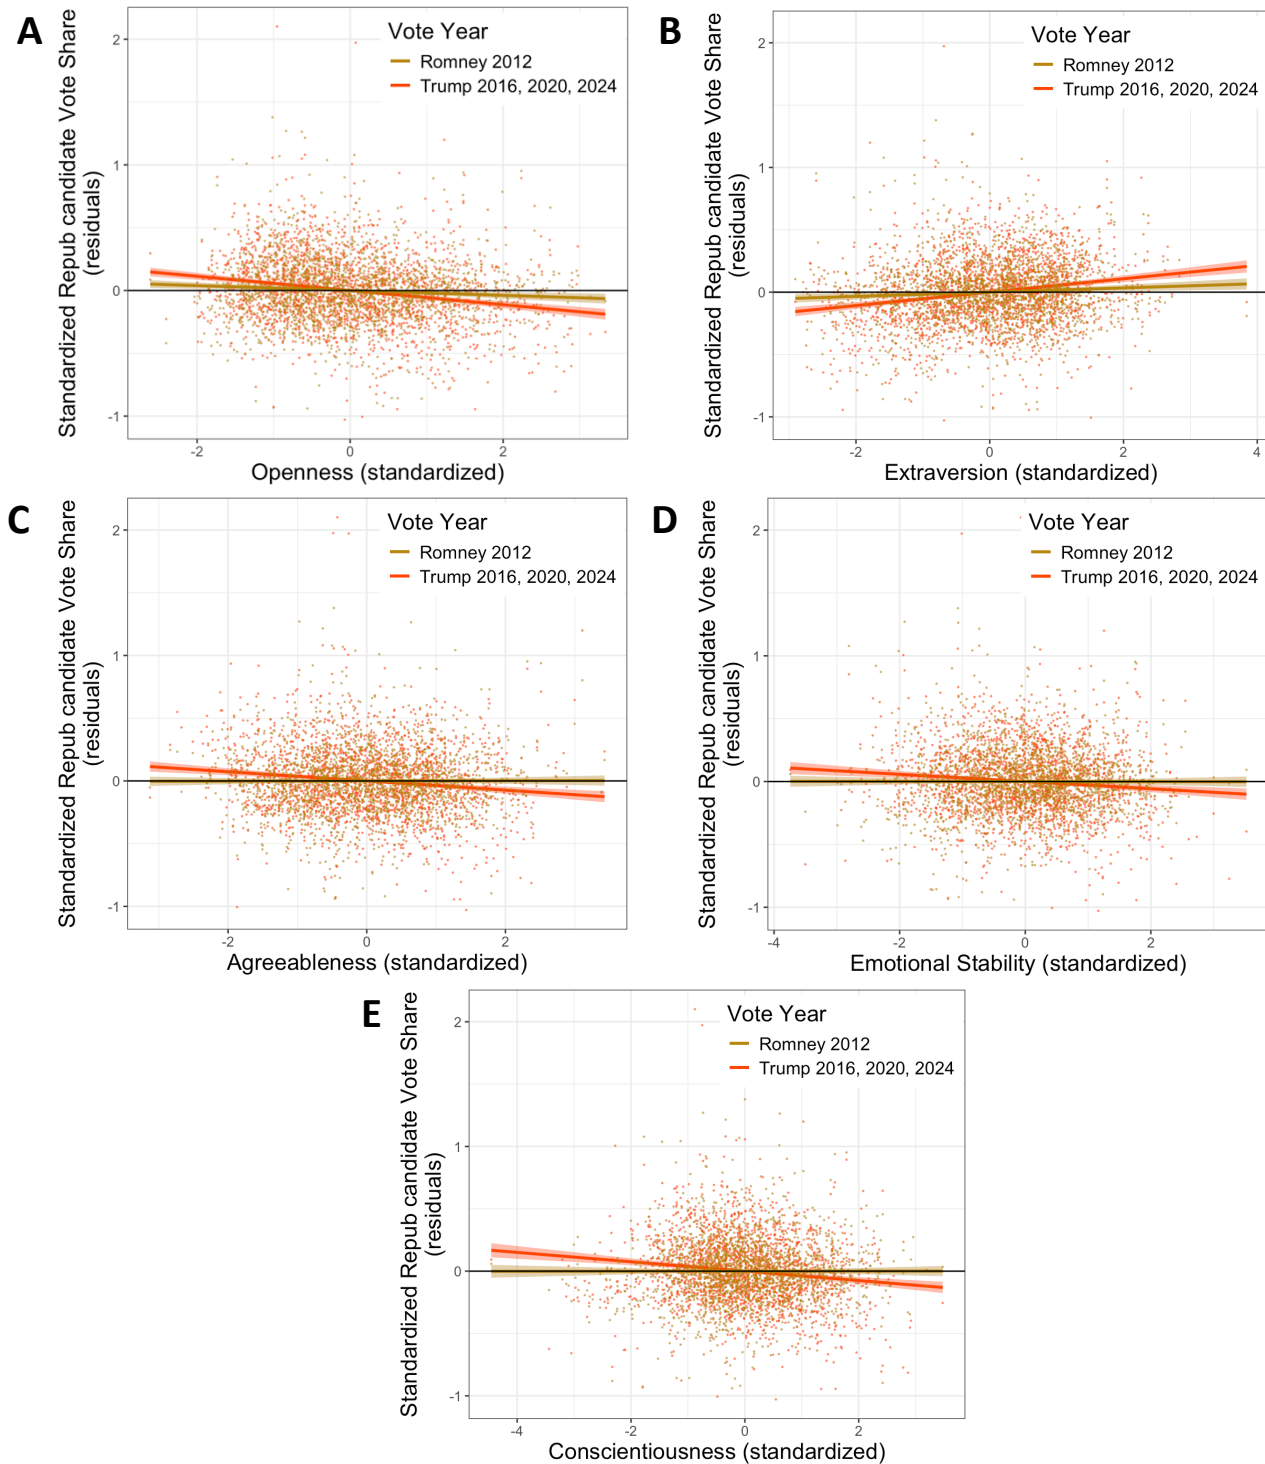 A
Standardized Repub candidate Vote Share
(residuals)
Vote Year
Romney 2012
Trump 2016, 2020, 2024
2
1
0
-1
-2
0
2
Openness (standardized)
B
Standardized Repub candidate Vote Share
(residuals)
Vote Year
Romney 2012
Trump 2016, 2020, 2024
2
1
0
-1
-2
0
2
4
Extraversion (standardized)
C
Standardized Repub candidate Vote Share
(residuals)
Vote Year
Romney 2012
Trump 2016, 2020, 2024
2
1
0
-1
-2
0
2
Agreeableness (standardized)
D
Standardized Repub candidate Vote Share
(residuals)
Vote Year
Romney 2012
Trump 2016, 2020, 2024
2
1
0
-1
-4
-2
0
2
Emotional Stability (standardized)
E
Standardized Repub candidate Vote Share
(residuals)
Vote Year
Romney 2012
Trump 2016, 2020, 2024
2
1
0
-1
-4
-2
0
2
Conscientiousness (standardized)